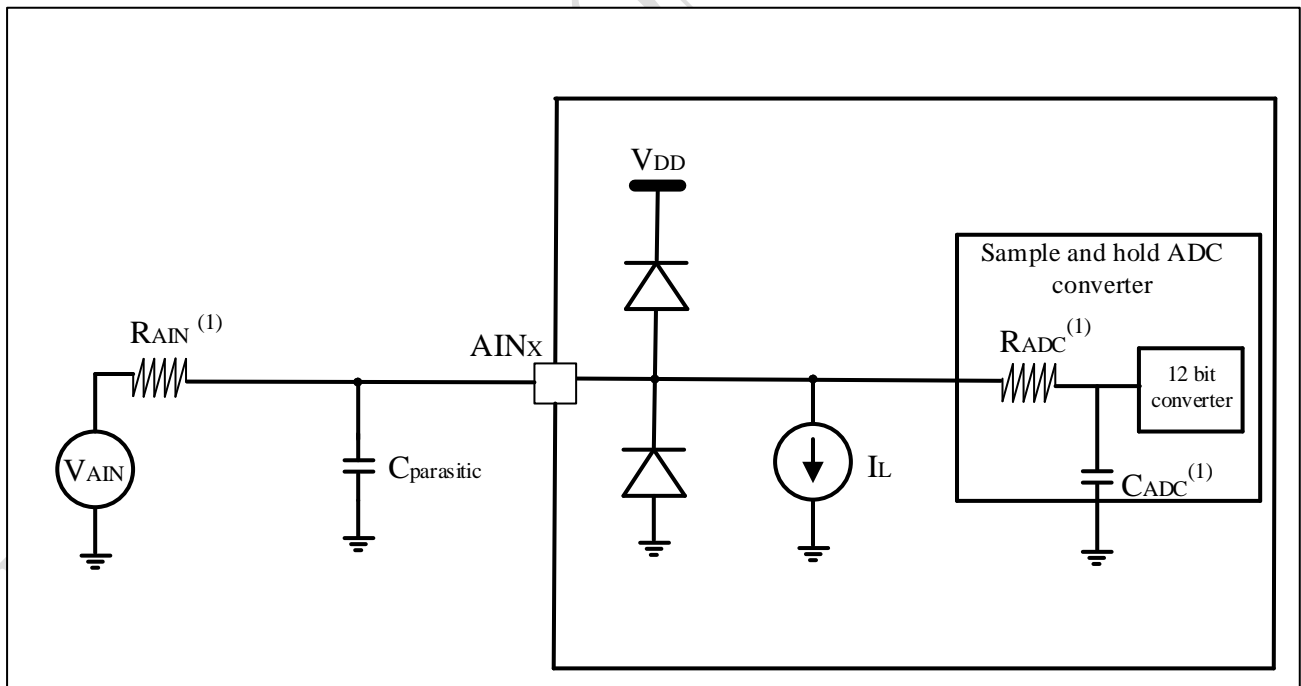 VDD
Sample and hold ADC
converter
RAIN (1)
AINX
RADC(1)
12 bit
converter
VAIN
Cparasitic
IL
CADC(1)